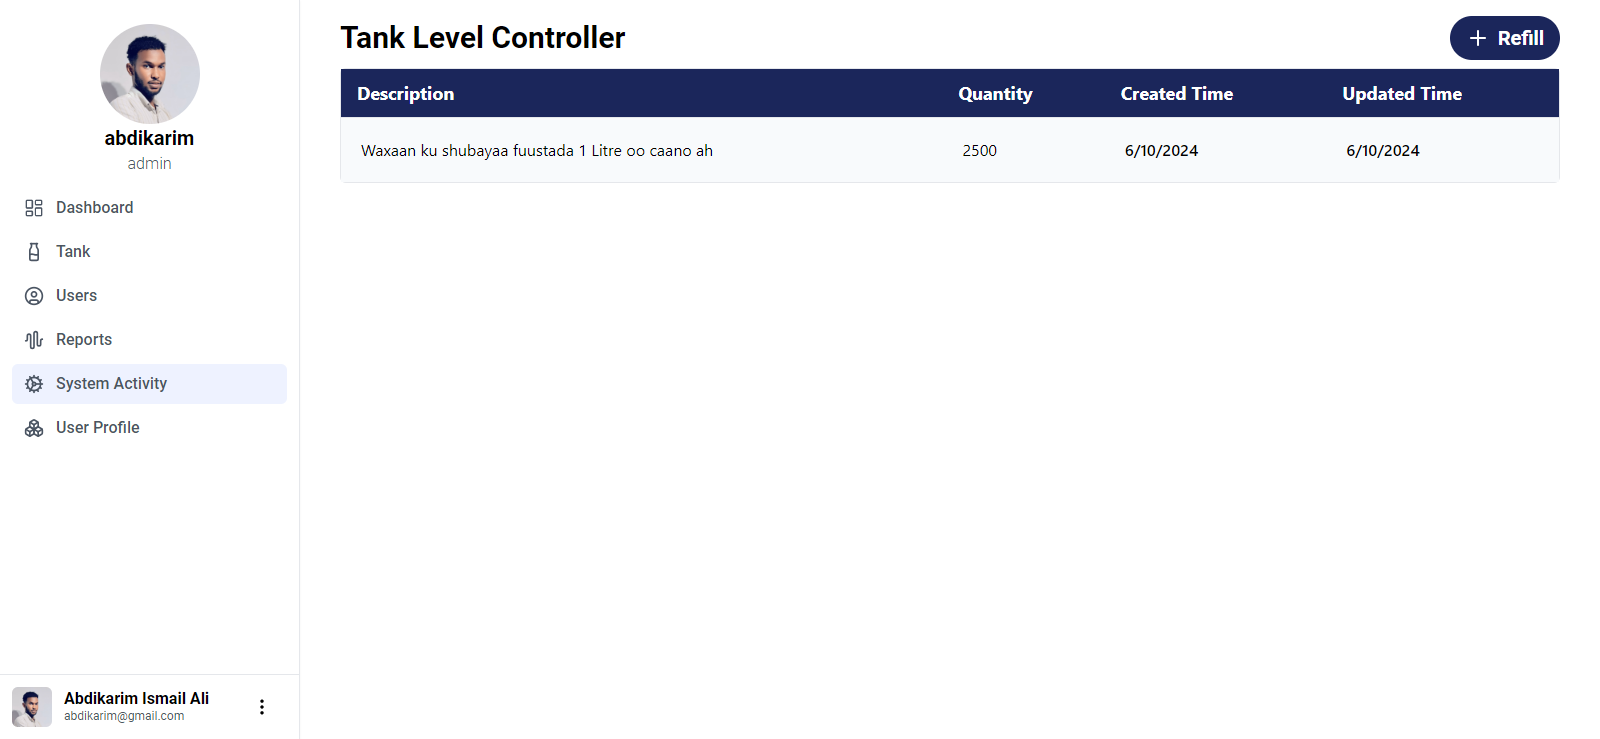 abdikarim
admin
Dashboard
Tank
Users
Reports
System Activity
User Profile
Abdikarim Ismail Ali
abdikarim@gmail.com
Tank Level Controller
Refill
Description Quantity Created Time Updated Time
Waxaan ku shubayaa fuustada 1 Litre oo caano ah 2500 6/10/2024 6/10/2024